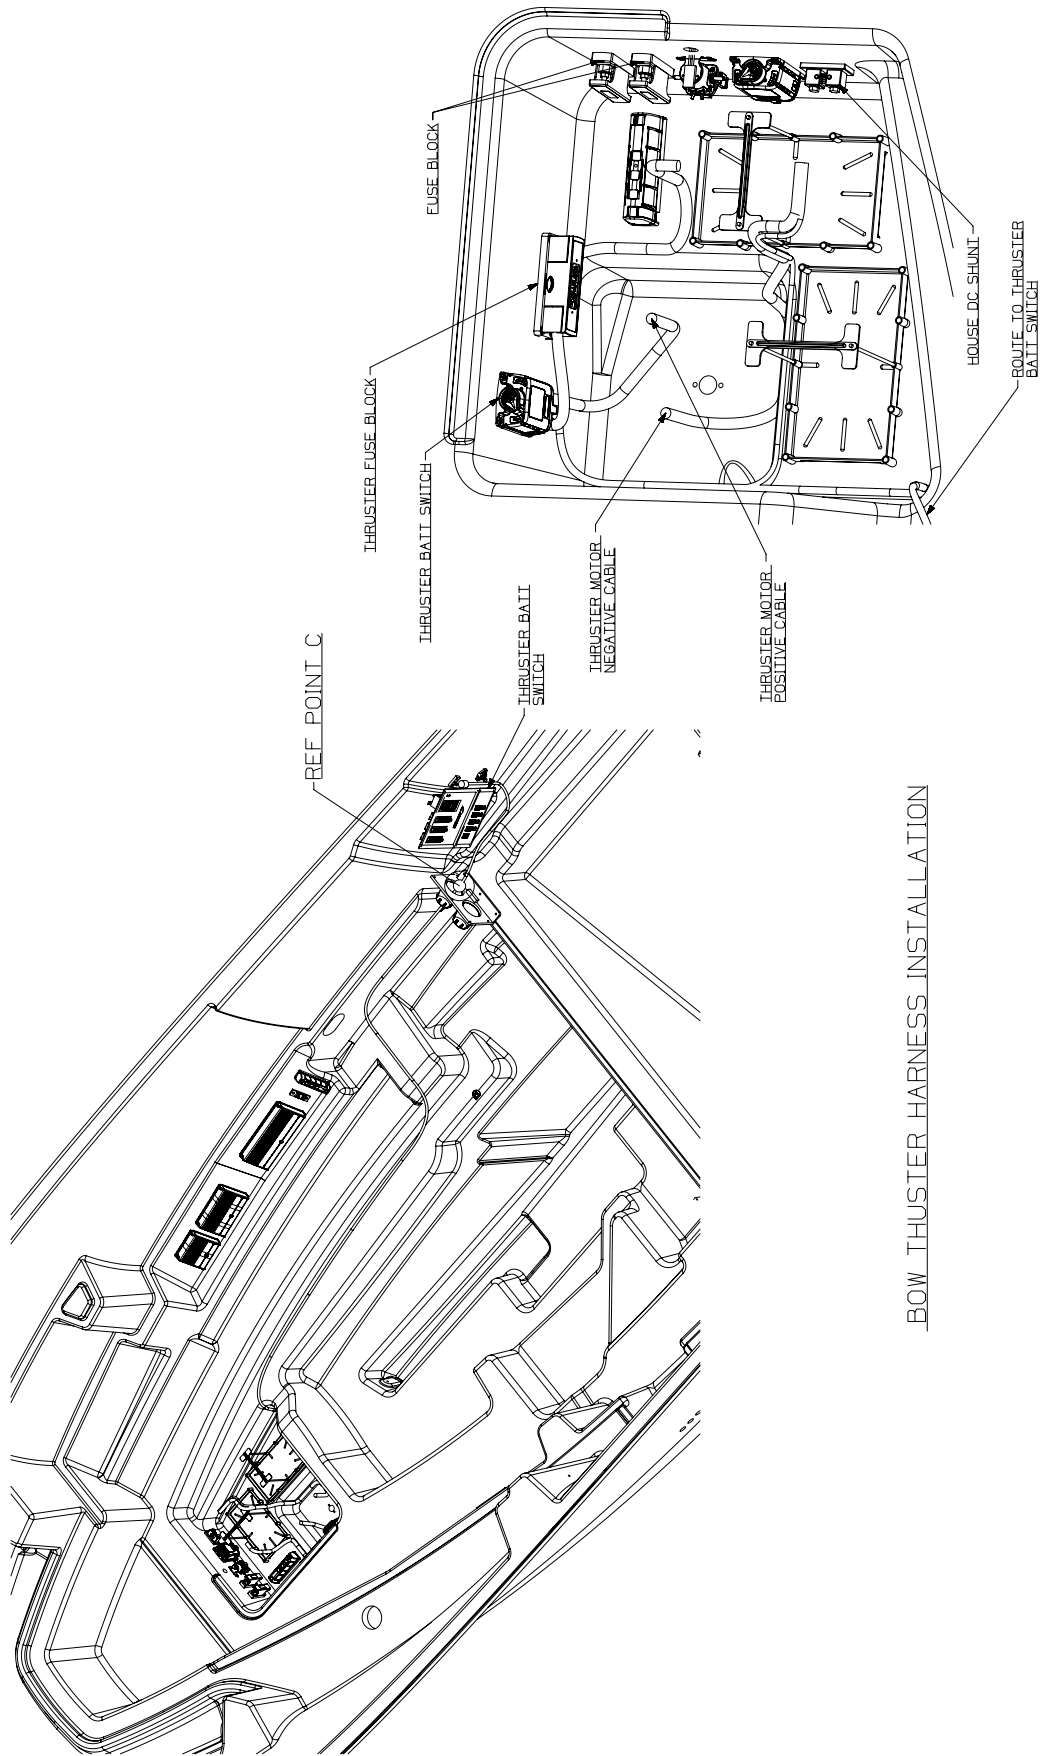 FUSE BLOCK
THRUSTER FUSE BLOCK
THRUSTER BATT SWITCH
HOUSE DC SHUNT
ROUTE TO THRUSTER
BATT SWITCH
THRUSTER MOTOR
NEGATIVE CABLE
THRUSTER MOTOR
POSITIVE CABLE
REF POINT C
THRUSTER BATT
SWITCH
BOW THUSTER HARNESS INSTALLATION